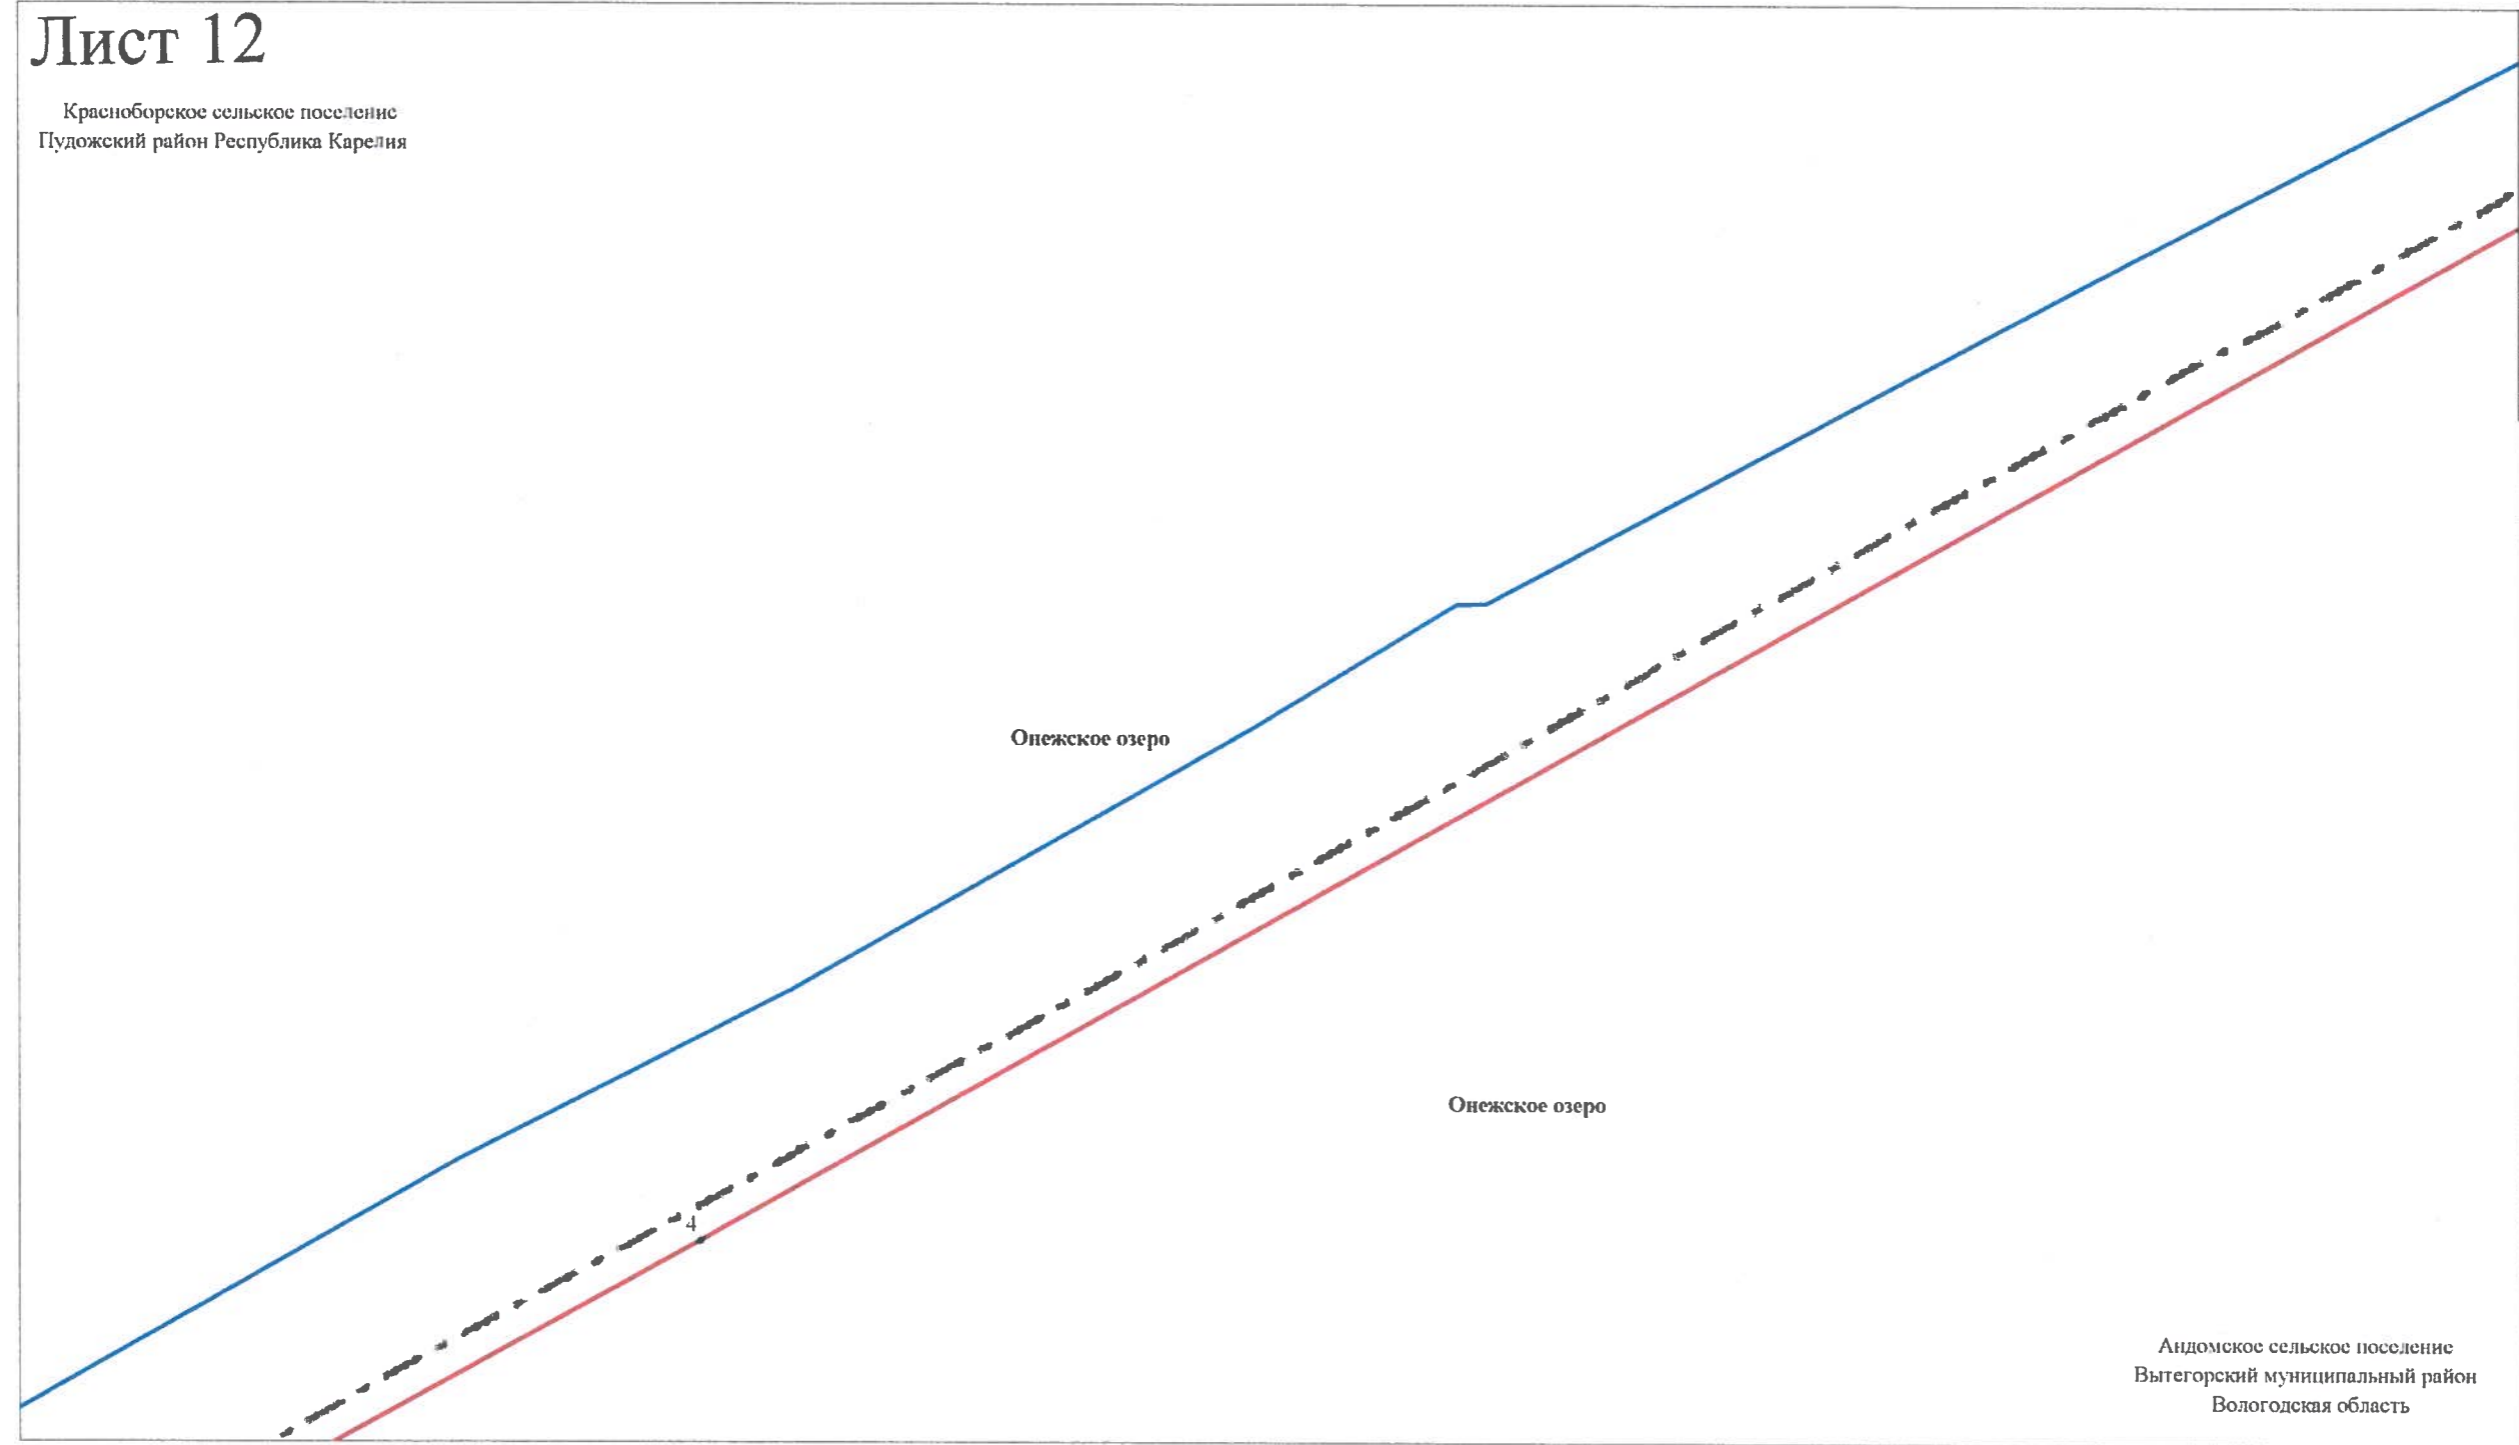 Лист 12
Красноборское сельское поселение
Пудожский район Республика Карелия
Онежское озеро
Онежское озеро
4
Андомское сельское поселение
Вытегорский муниципальный район
Вологодская область